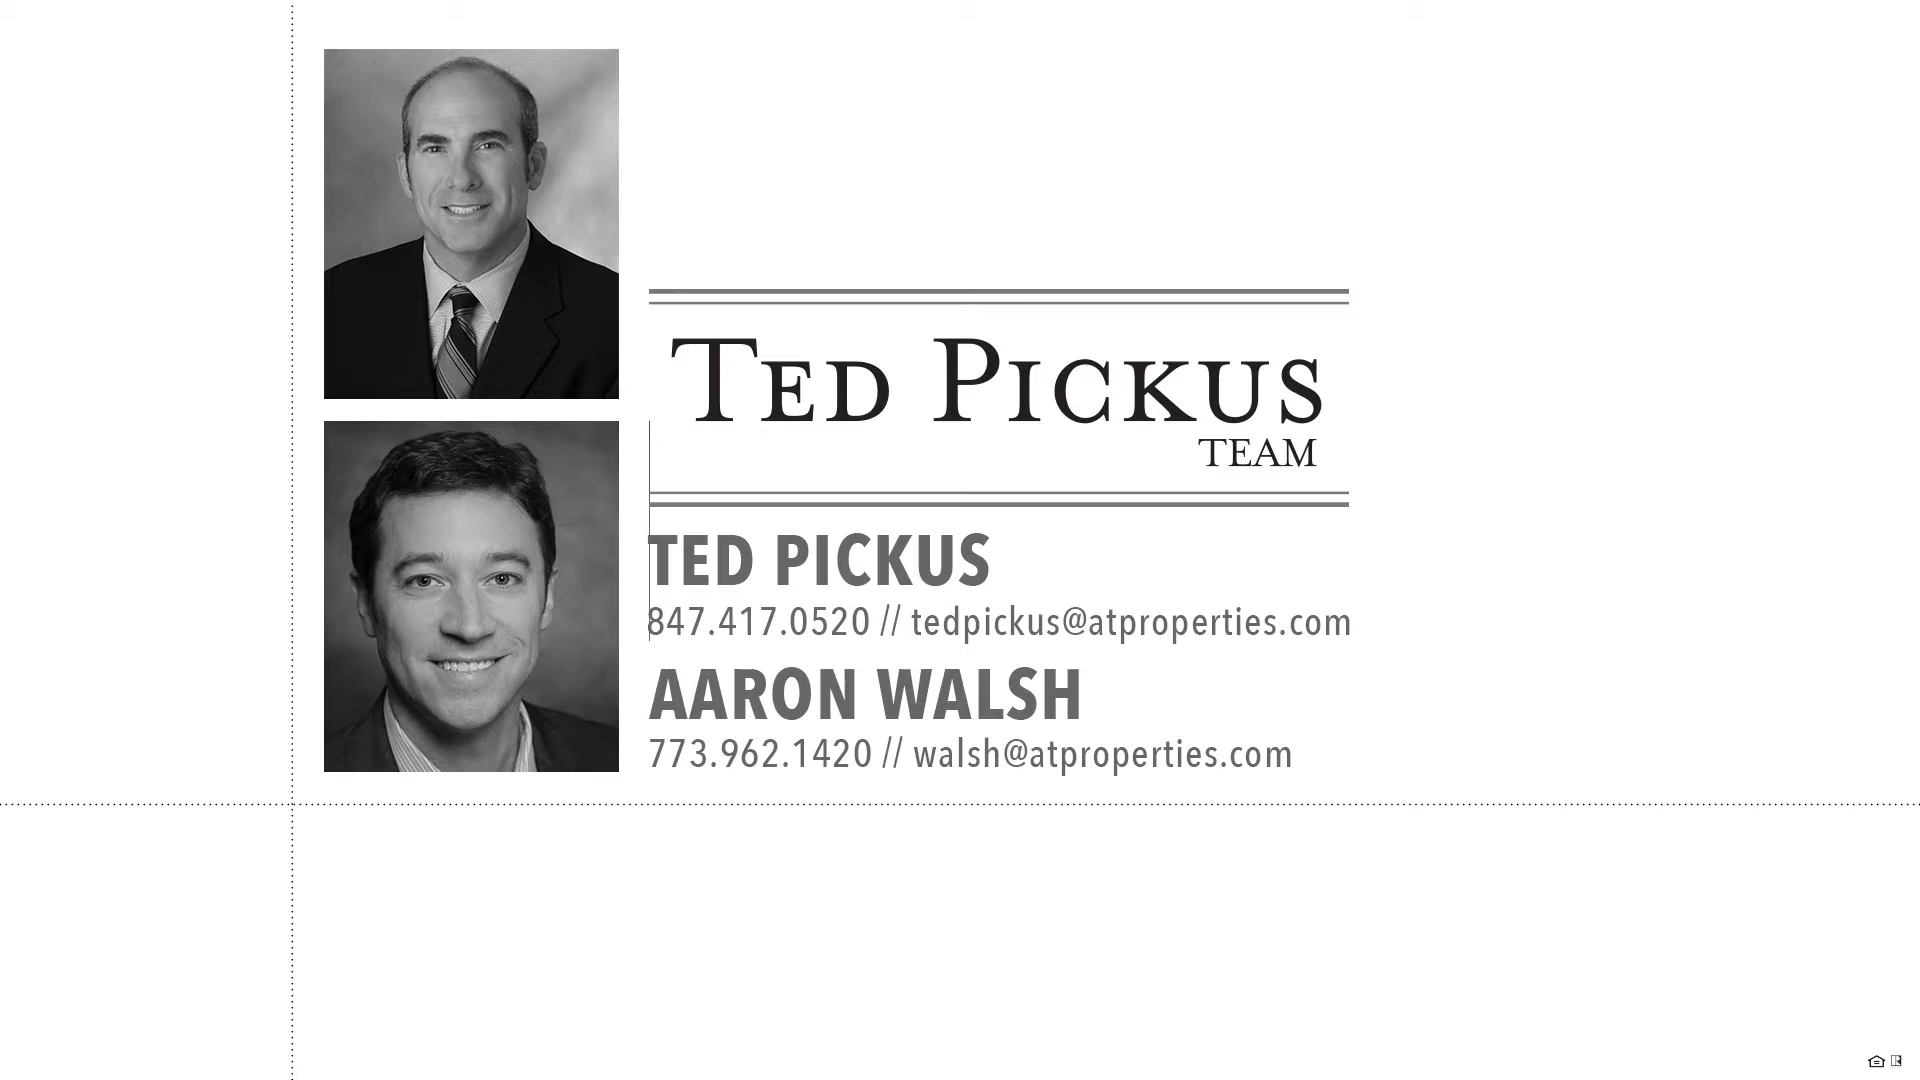 TED PICKUS
TEAM
TED PICKUS
847.417.0520 // tedpickus@atproperties.com
AARON WALSH
773.962.1420 // walsh@atproperties.com